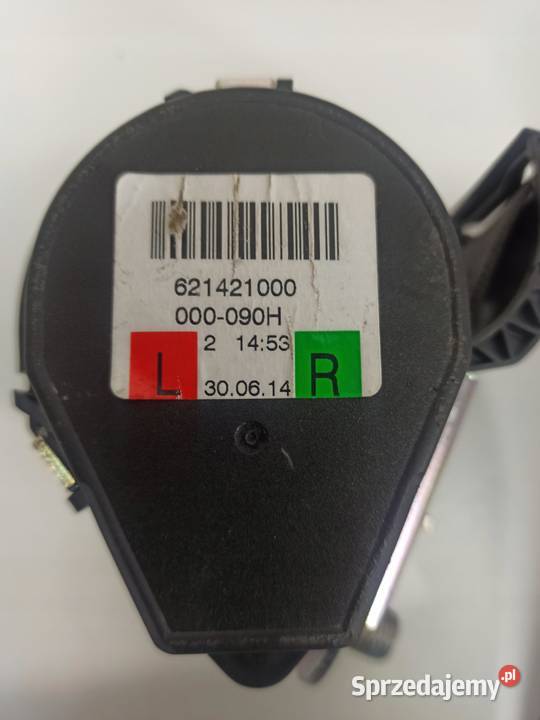 621421000
000-090H
2 14:53
L 30.06.14 R
Sprzedajemy.pl